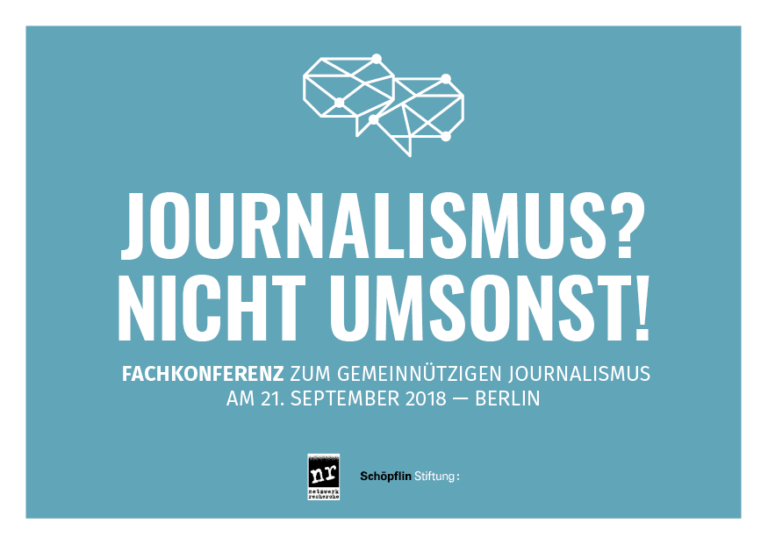 JOURNALISMUS?
NICHT UMSONST!
FACHKONFERENZ ZUM GEMEINNÜTZIGEN JOURNALISMUS
AM 21. SEPTEMBER 2018 — BERLIN
nr
netzwerk
recherche
Schöpflin Stiftung: